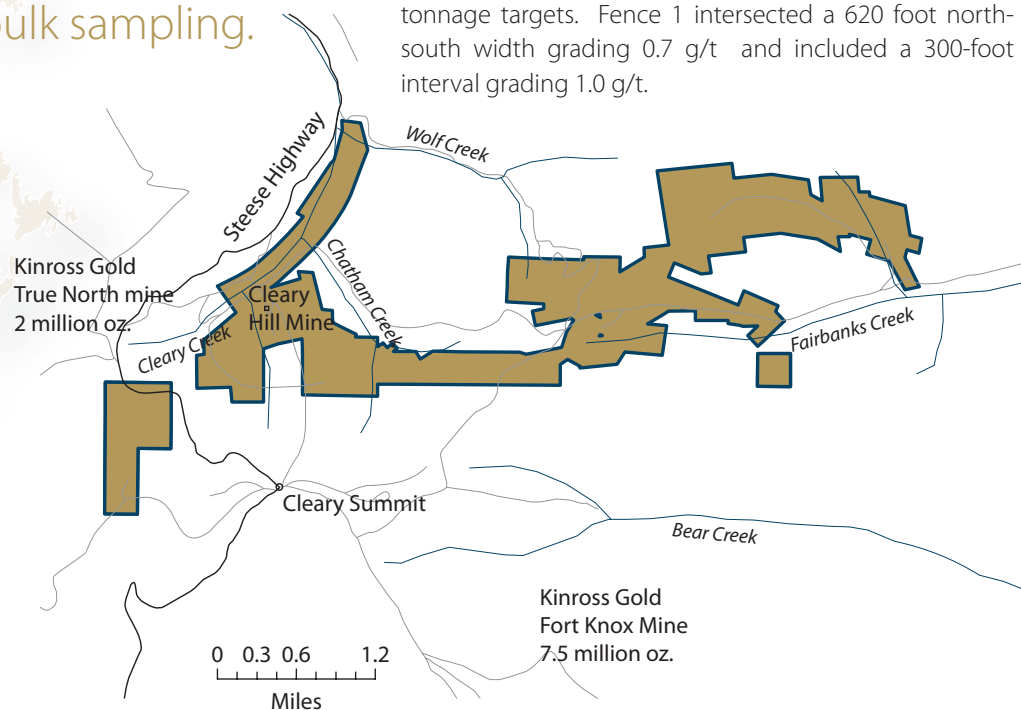 bulk sampling.
tonnage targets. Fence 1 intersected a 620 foot north-
south width grading 0.7 g/t and included a 300-foot
interval grading 1.0 g/t.
Steese Highway
Wolf Creek
Kinross Gold
True North mine
2 million oz.
Chatham Creek
Cleary
Hill Mine
Cleary Creek
Fairbanks Creek
Cleary Summit
Bear Creek
Kinross Gold
Fort Knox Mine
7.5 million oz.
0 0.3 0.6 1.2
Miles